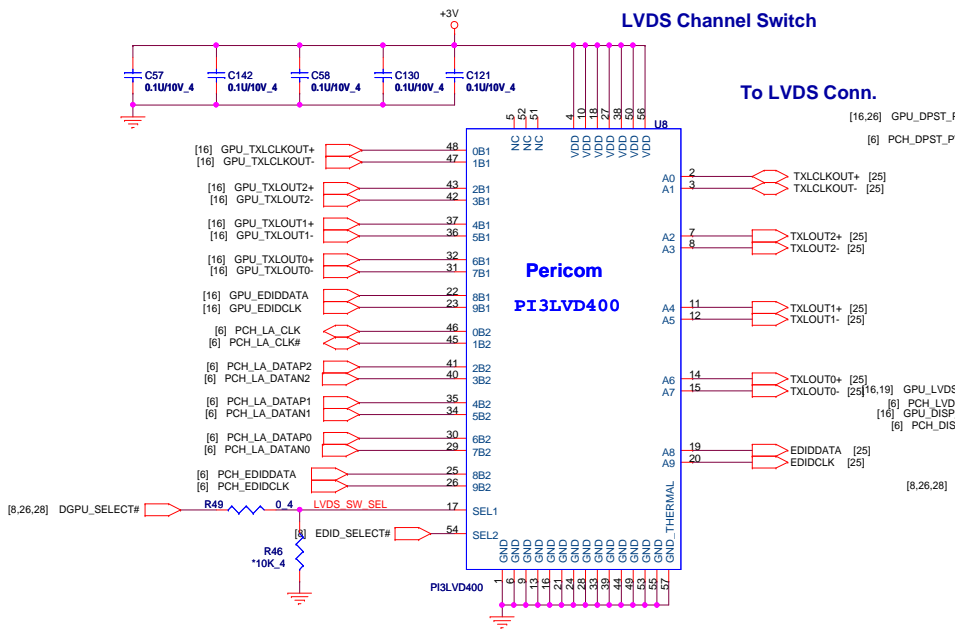 +3V
LVDS Channel Switch
C57
0.1U/10V_4
C142
0.1U/10V_4
C58
0.1U/10V_4
C130
0.1U/10V_4
C121
0.1U/10V_4
To LVDS Conn.
[16,26] GPU_DPST_P
[6] PCH_DPST_P
U8
5 NC
52 NC
51 NC
4 VDD
10 VDD
18 VDD
27 VDD
38 VDD
50 VDD
56 VDD
[16] GPU_TXLCLKOUT+ 48 0B1
[16] GPU_TXLCLKOUT- 47 1B1
[16] GPU_TXLOUT2+ 43 2B1
[16] GPU_TXLOUT2- 42 3B1
[16] GPU_TXLOUT1+ 37 4B1
[16] GPU_TXLOUT1- 36 5B1
[16] GPU_TXLOUT0+ 32 6B1
[16] GPU_TXLOUT0- 31 7B1
[16] GPU_EDIDDATA 22 8B1
[16] GPU_EDIDCLK 23 9B1
[6] PCH_LA_CLK 46 0B2
[6] PCH_LA_CLK# 45 1B2
[6] PCH_LA_DATAP2 41 2B2
[6] PCH_LA_DATAN2 40 3B2
[6] PCH_LA_DATAP1 35 4B2
[6] PCH_LA_DATAN1 34 5B2
[6] PCH_LA_DATAP0 30 6B2
[6] PCH_LA_DATAN0 29 7B2
[6] PCH_EDIDDATA 25 8B2
[6] PCH_EDIDCLK 26 9B2
[8,26,28] DGPU_SELECT# R49 0_4 LVDS_SW_SEL 17 SEL1
[8] EDID_SELECT# 54 SEL2
R46
*10K_4
Pericom
PI3LVD400
A0 2 TXLCLKOUT+ [25]
A1 3 TXLCLKOUT- [25]
A2 7 TXLOUT2+ [25]
A3 8 TXLOUT2- [25]
A4 11 TXLOUT1+ [25]
A5 12 TXLOUT1- [25]
A6 14 TXLOUT0+ [25]
A7 15 TXLOUT0- [25]
[16,19] GPU_LVDS
[6] PCH_LVD
[16] GPU_DISP
[6] PCH_DIS
A8 19 EDIDDATA [25]
A9 20 EDIDCLK [25]
[8,26,28]
PI3LVD400
GND 1
GND 6
GND 9
GND 13
GND 16
GND 21
GND 24
GND 28
GND 33
GND 39
GND 44
GND 49
GND 53
GND 55
GND_THERMAL 57